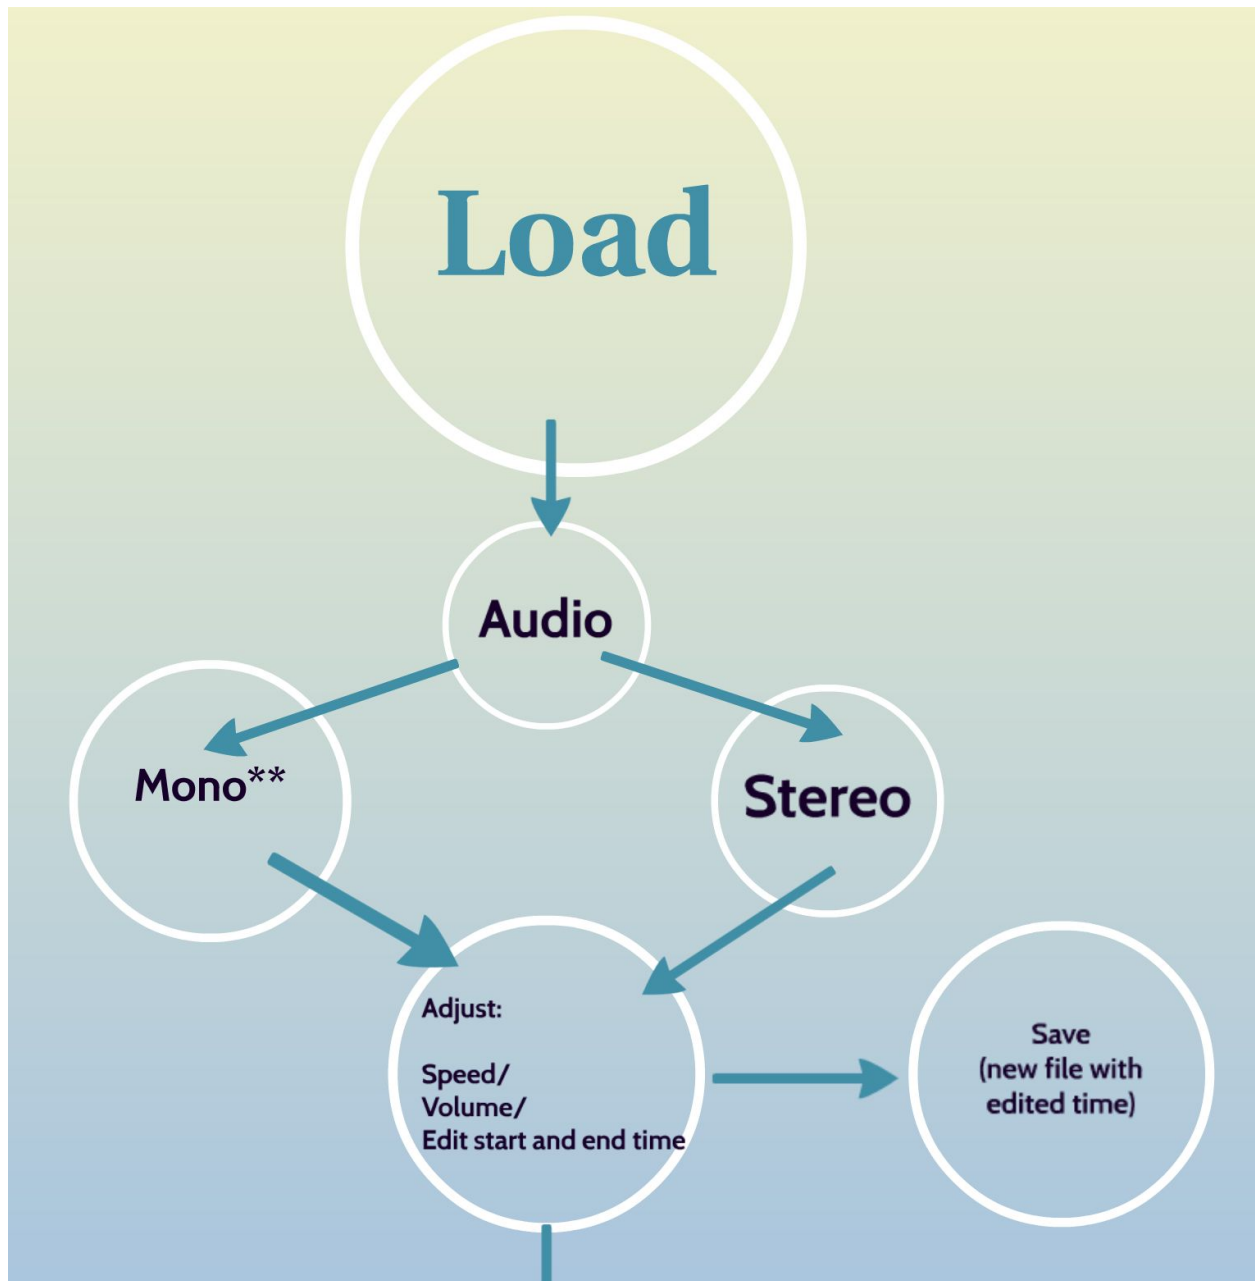 Load
Audio
Mono**
Stereo
Adjust:
Speed/
Volume/
Edit start and end time
Save
(new file with
edited time)